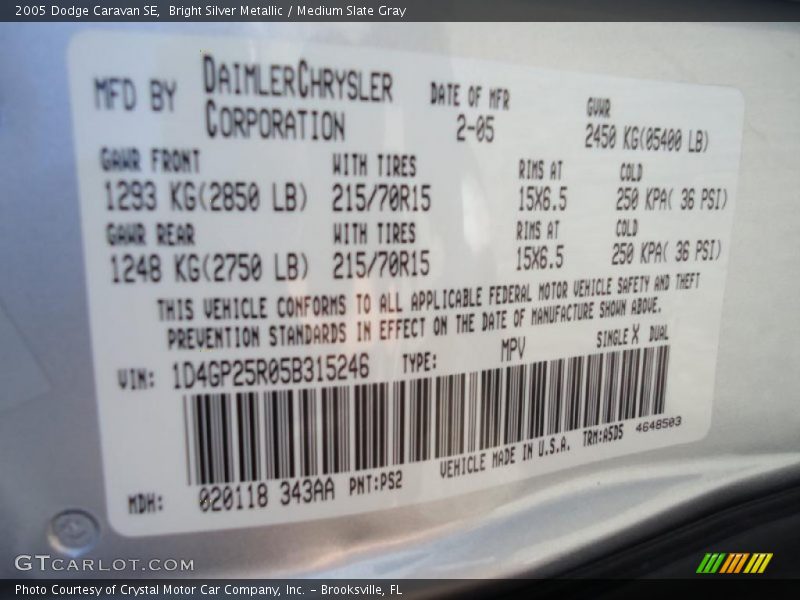 2005 Dodge Caravan SE,  Bright Silver Metallic / Medium Slate Gray
MFD BY DAIMLERCHRYSLER CORPORATION
DATE OF MFR
2-05
GVWR
2450 KG(05400 LB)
GAWR FRONT WITH TIRES RIMS AT COLD
1293 KG(2850 LB) 215/70R15 15X6.5 250 KPA( 36 PSI)
GAWR REAR WITH TIRES RIMS AT COLD
1248 KG(2750 LB) 215/70R15 15X6.5 250 KPA( 36 PSI)
THIS VEHICLE CONFORMS TO ALL APPLICABLE FEDERAL MOTOR VEHICLE SAFETY AND THEFT
PREVENTION STANDARDS IN EFFECT ON THE DATE OF MANUFACTURE SHOWN ABOVE.
VIN: 1D4GP25R05B315246 TYPE: MPV SINGLE X DUAL
MDH: 020118 343AA PNT:PS2 VEHICLE MADE IN U.S.A. TRM:A5D5 4648503
GTCARLOT.COM
Photo Courtesy of Crystal Motor Car Company, Inc. – Brooksville, FL